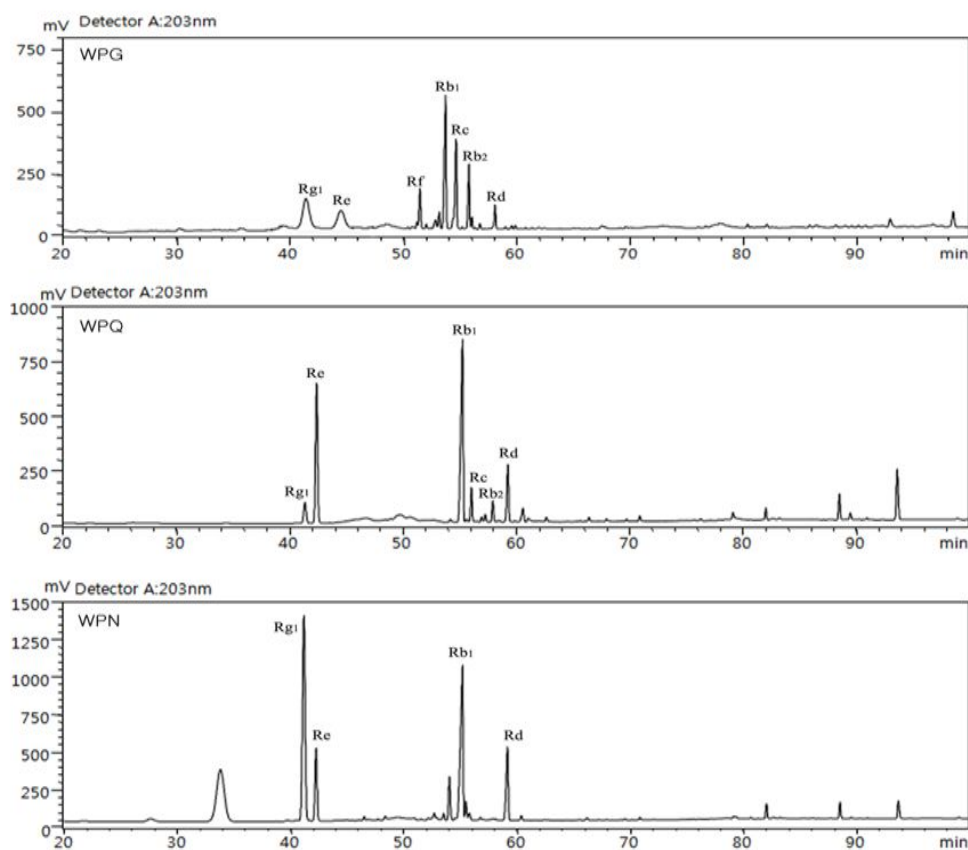 mV Detector A:203nm
WPG
750
500
250
0
Rg1
Re
Rf
Rb1
Rc
Rb2
Rd
20 30 40 50 60 70 80 90 min
mV Detector A:203nm
WPQ
1000
750
500
250
0
Rg1
Re
Rb1
Rc
Rb2
Rd
20 30 40 50 60 70 80 90 min
mV Detector A:203nm
WPN
1500
1250
1000
750
500
250
0
Rg1
Re
Rb1
Rd
20 30 40 50 60 70 80 90 min